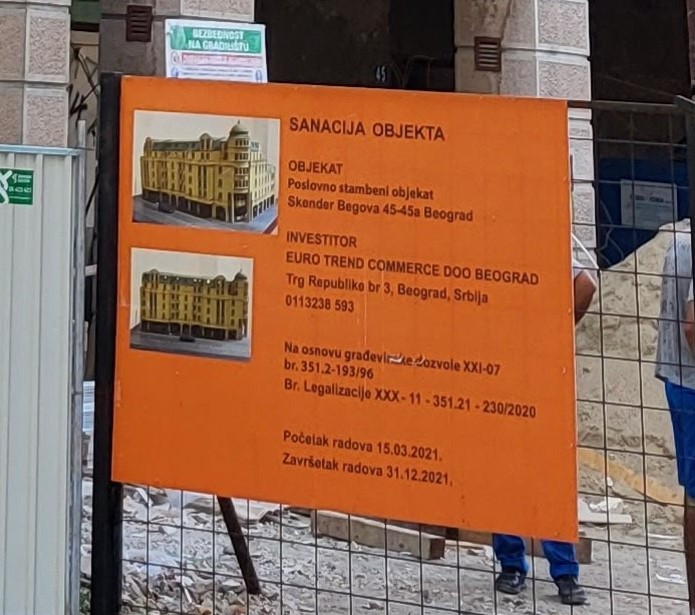 BEZBEDNOST
NA GRADILIŠTU
45
SANACIJA OBJEKTA
OBJEKAT
Poslovno stambeni objekat
Skender Begova 45-45a Beograd
INVESTITOR
EURO TREND COMMERCE DOO BEOGRAD
Trg Republike br 3, Beograd, Srbija
0113238 593
Na osnovu građevinske dozvole XXI-07
br. 351.2-193/96
Br. Legalizacije XXX - 11 - 351.21 - 230/2020
Početak radova 15.03.2021.
Završetak radova 31.12.2021.